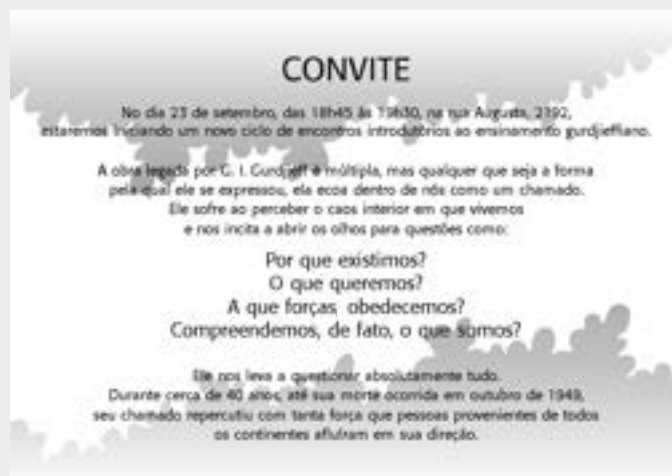 CONVITE
No dia 23 de setembro, das 18h45 às 19h30, na rua Augusta, 2192,
estaremos iniciando um novo ciclo de encontros introdutórios ao ensinamento gurdjieffiano.
A obra legada por G. I. Gurdjieff é múltipla, mas qualquer que seja a forma
pela qual ele se expressou, ela ecoa dentro de nós como um chamado.
Ele sofre ao perceber o caos interior em que vivemos
e nos incita a abrir os olhos para questões como:
Por que existimos?
O que queremos?
A que forças obedecemos?
Compreendemos, de fato, o que somos?
Ele nos leva a questionar absolutamente tudo.
Durante cerca de 40 anos, até sua morte ocorrida em outubro de 1949,
seu chamado repercutiu com tanta força que pessoas provenientes de todos
os continentes afluíram em sua direção.